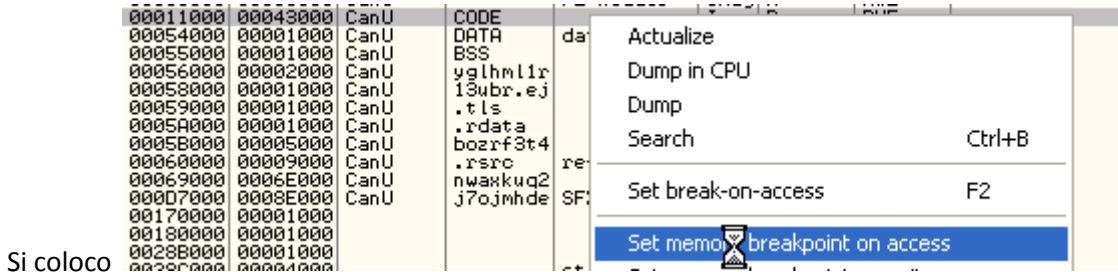 00011000 00043000 CanU CODE
00054000 00001000 CanU DATA
00055000 00001000 CanU BSS
00056000 00002000 CanU yglhml1r
00058000 00001000 CanU 13ubr.ej
00059000 00001000 CanU .tls
0005A000 00001000 CanU .rdata
0005B000 00005000 CanU bozrf3t4
00060000 00009000 CanU .rsrc
00069000 0006E000 CanU nwaxkuq2
000D7000 0008E000 CanU j7ojmhde
00170000 00001000
00180000 00001000
0028B000 00001000
Actualize
Dump in CPU
Dump
Search Ctrl+B
Set break-on-access F2
Set memory breakpoint on access
Si coloco